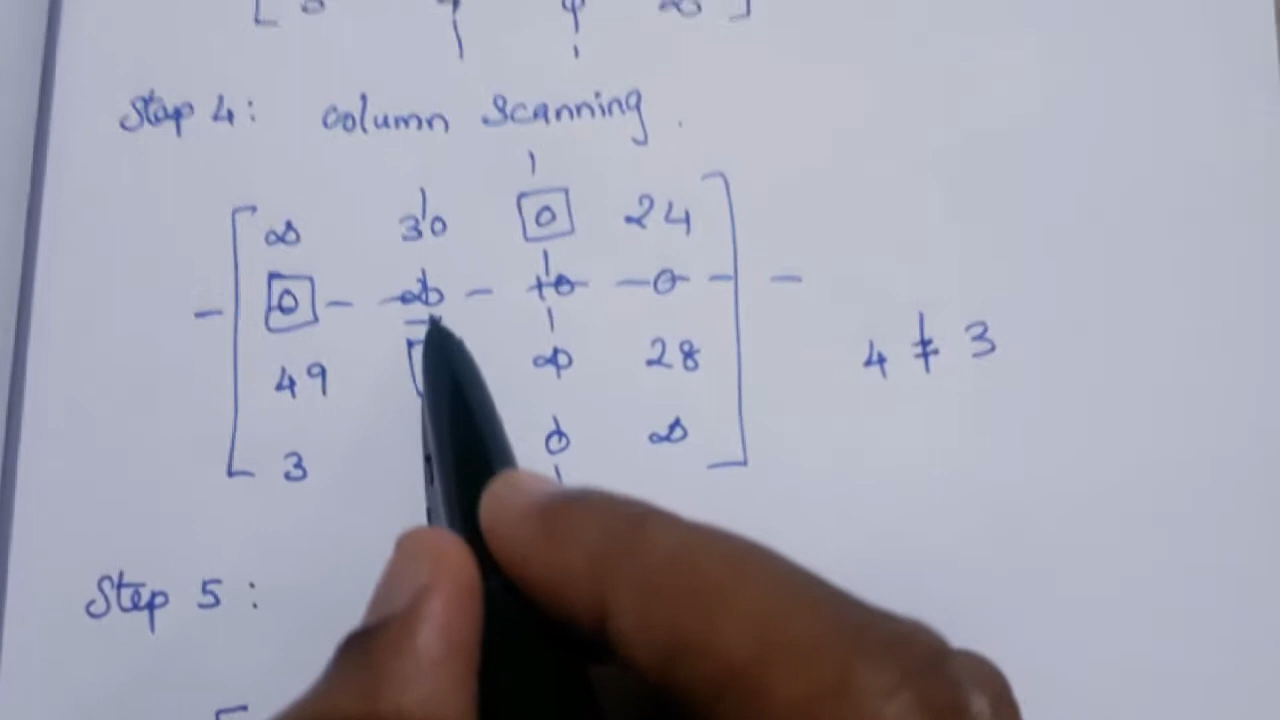 Step 4: column scanning.
∞ 30 0 24
0 ∞ 10 0
49 ∞ 28
3 0 ∞
4 ≠ 3
Step 5: